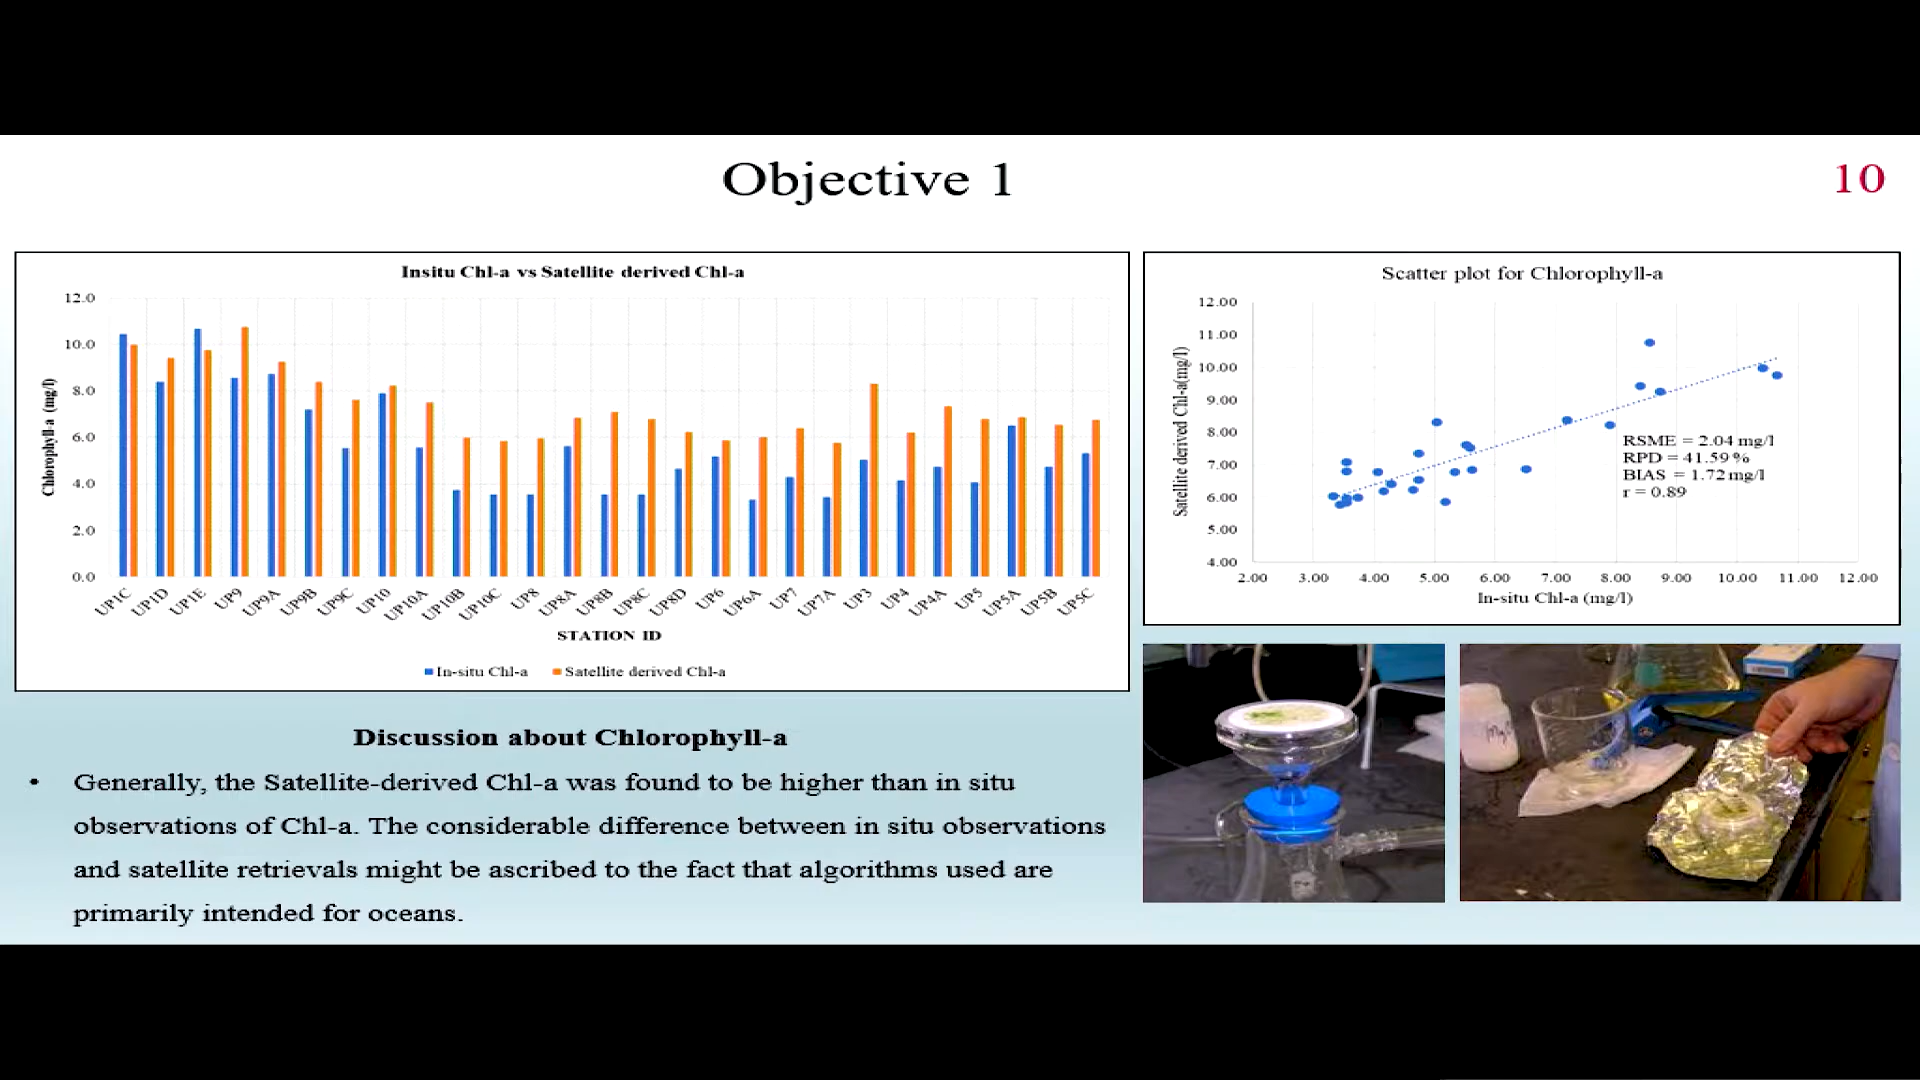 Objective 1
10
Insitu Chl-a vs Satellite derived Chl-a
12.0
10.0
8.0
6.0
4.0
2.0
0.0
Chlorophyll-a (mg/l)
UP1C UP1D UP1E UP9 UP9A UP9B UP9C UP10 UP10A UP10B UP10C UP8 UP8A UP8B UP8C UP8D UP6 UP6A UP7 UP7A UP3 UP4 UP4A UP5 UP5A UP5B UP5C
STATION ID
In-situ Chl-a Satellite derived Chl-a
Scatter plot for Chlorophyll-a
12.00
11.00
10.00
9.00
8.00
7.00
6.00
5.00
4.00
Satellite derived Chl-a(mg/l)
RSME = 2.04 mg/l
RPD = 41.59%
BIAS = 1.72 mg/l
r = 0.89
2.00 3.00 4.00 5.00 6.00 7.00 8.00 9.00 10.00 11.00 12.00
In-situ Chl-a (mg/l)
Discussion about Chlorophyll-a
• Generally, the Satellite-derived Chl-a was found to be higher than in situ
observations of Chl-a. The considerable difference between in situ observations
and satellite retrievals might be ascribed to the fact that algorithms used are
primarily intended for oceans.